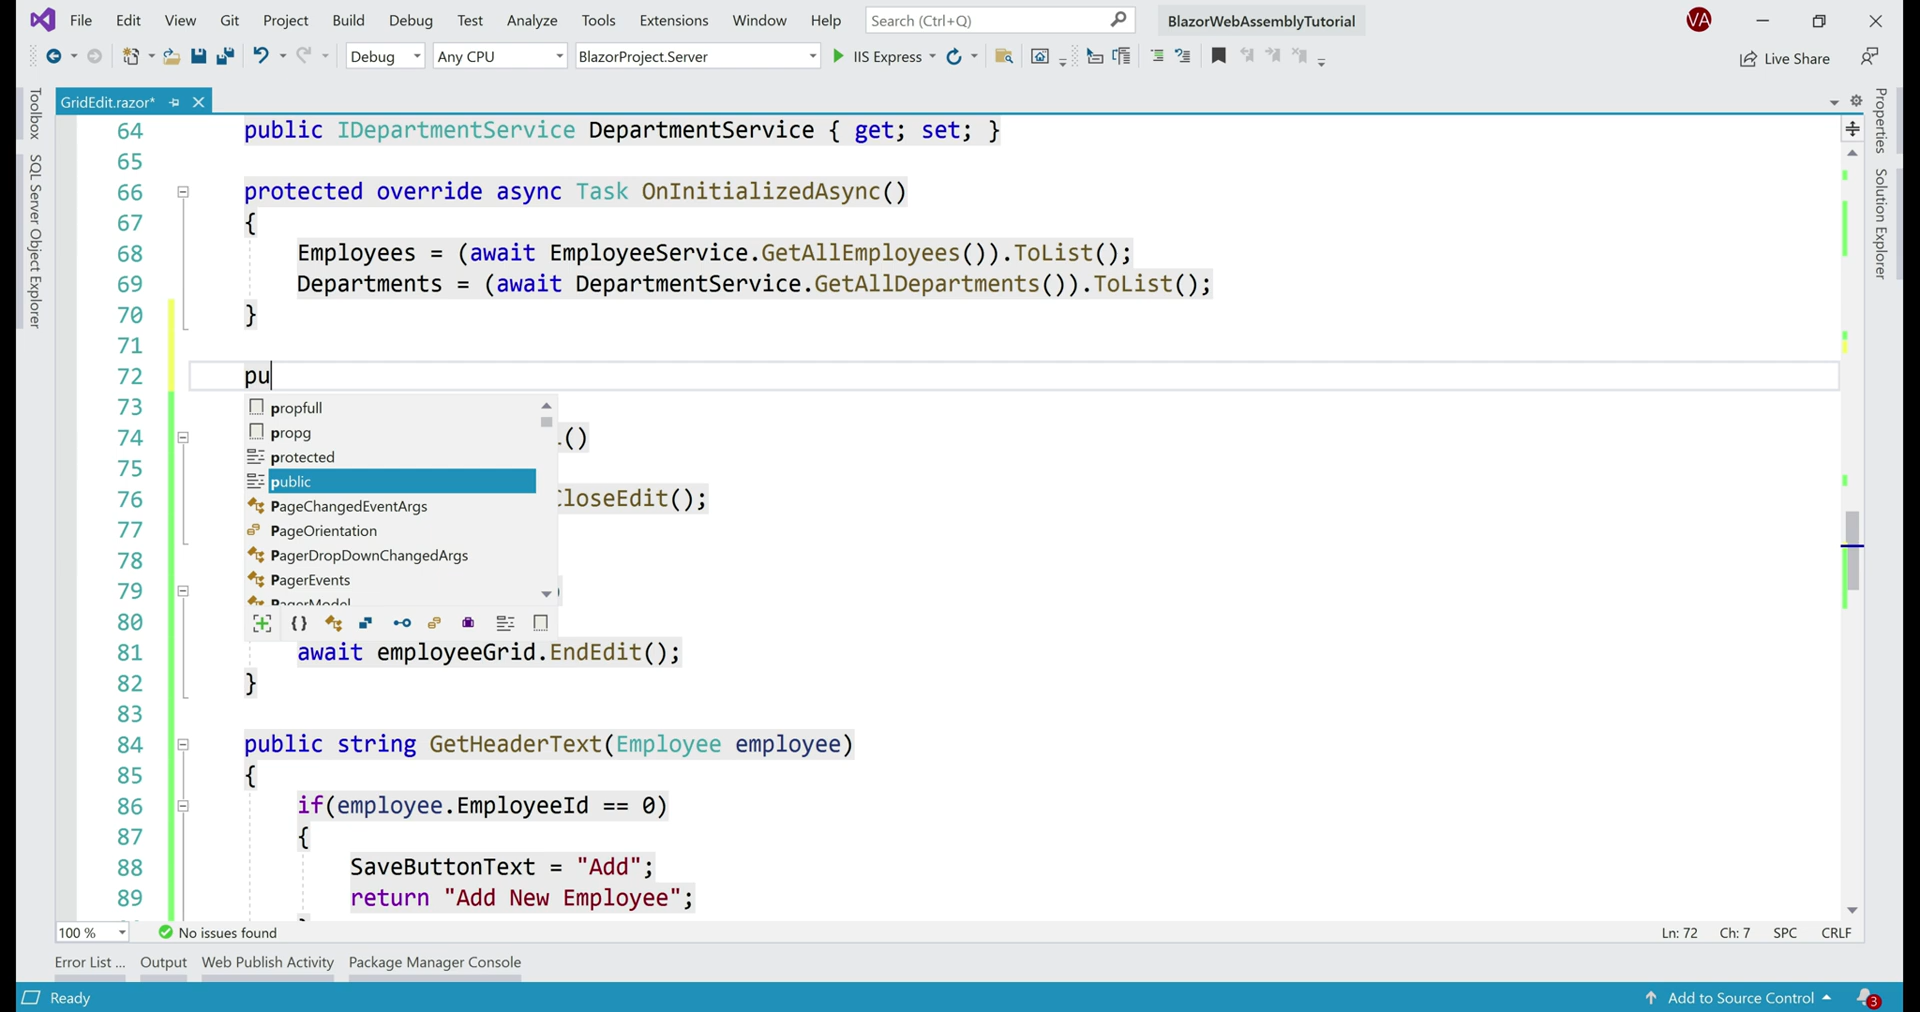 File Edit View Git Project Build Debug Test Analyze Tools Extensions Window Help Search (Ctrl+Q) BlazorWebAssemblyTutorial VA
Debug Any CPU BlazorProject.Server IIS Express Live Share
Toolbox
SQL Server Object Explorer
GridEdit.razor*
Properties
Solution Explorer
64 public IDepartmentService DepartmentService { get; set; }
65
66 protected override async Task OnInitializedAsync()
67 {
68 Employees = (await EmployeeService.GetAllEmployees()).ToList();
69 Departments = (await DepartmentService.GetAllDepartments()).ToList();
70 }
71
72 pu
73
propfull
74 ()
propg
protected
75
public
76 CloseEdit();
PageChangedEventArgs
77
PageOrientation
78
PagerDropDownChangedArgs
79
PagerEvents
PagerModel
80 {}
81 await employeeGrid.EndEdit();
82 }
83
84 public string GetHeaderText(Employee employee)
85 {
86 if(employee.EmployeeId == 0)
87 {
88 SaveButtonText = "Add";
89 return "Add New Employee";
100 % No issues found Ln: 72 Ch: 7 SPC CRLF
Error List ... Output Web Publish Activity Package Manager Console
Ready Add to Source Control 3